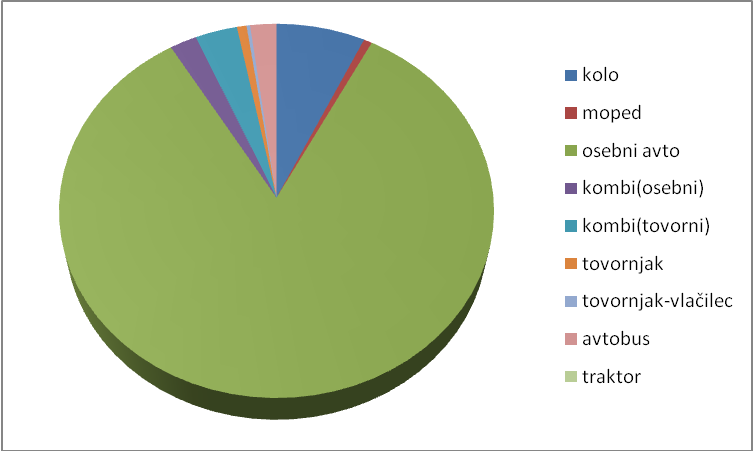 kolo
moped
osebni avto
kombi(osebni)
kombi(tovorni)
tovornjak
tovornjak-vlačilec
avtobus
traktor